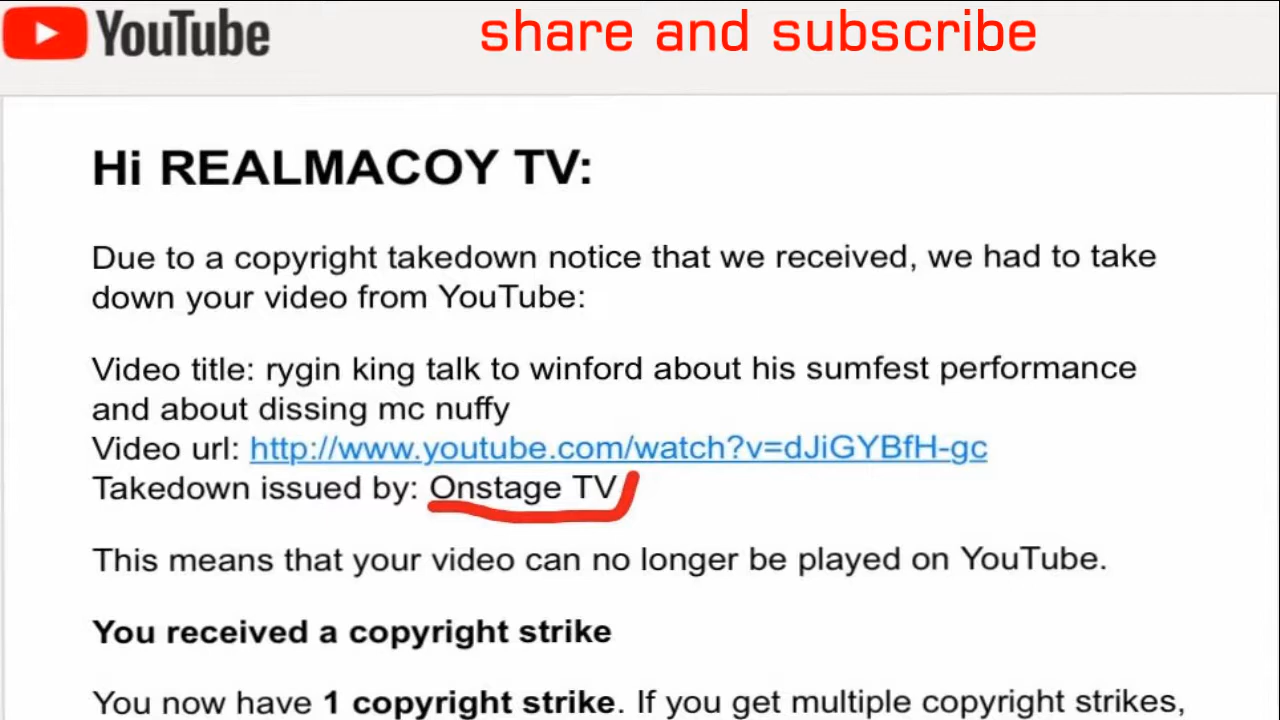 YouTube
share and subscribe
Hi REALMACOY TV:
Due to a copyright takedown notice that we received, we had to take
down your video from YouTube:
Video title: rygin king talk to winford about his sumfest performance
and about dissing mc nuffy
Video url: http://www.youtube.com/watch?v=dJiGYBfH-gc
Takedown issued by: Onstage TV
This means that your video can no longer be played on YouTube.
You received a copyright strike
You now have 1 copyright strike. If you get multiple copyright strikes,